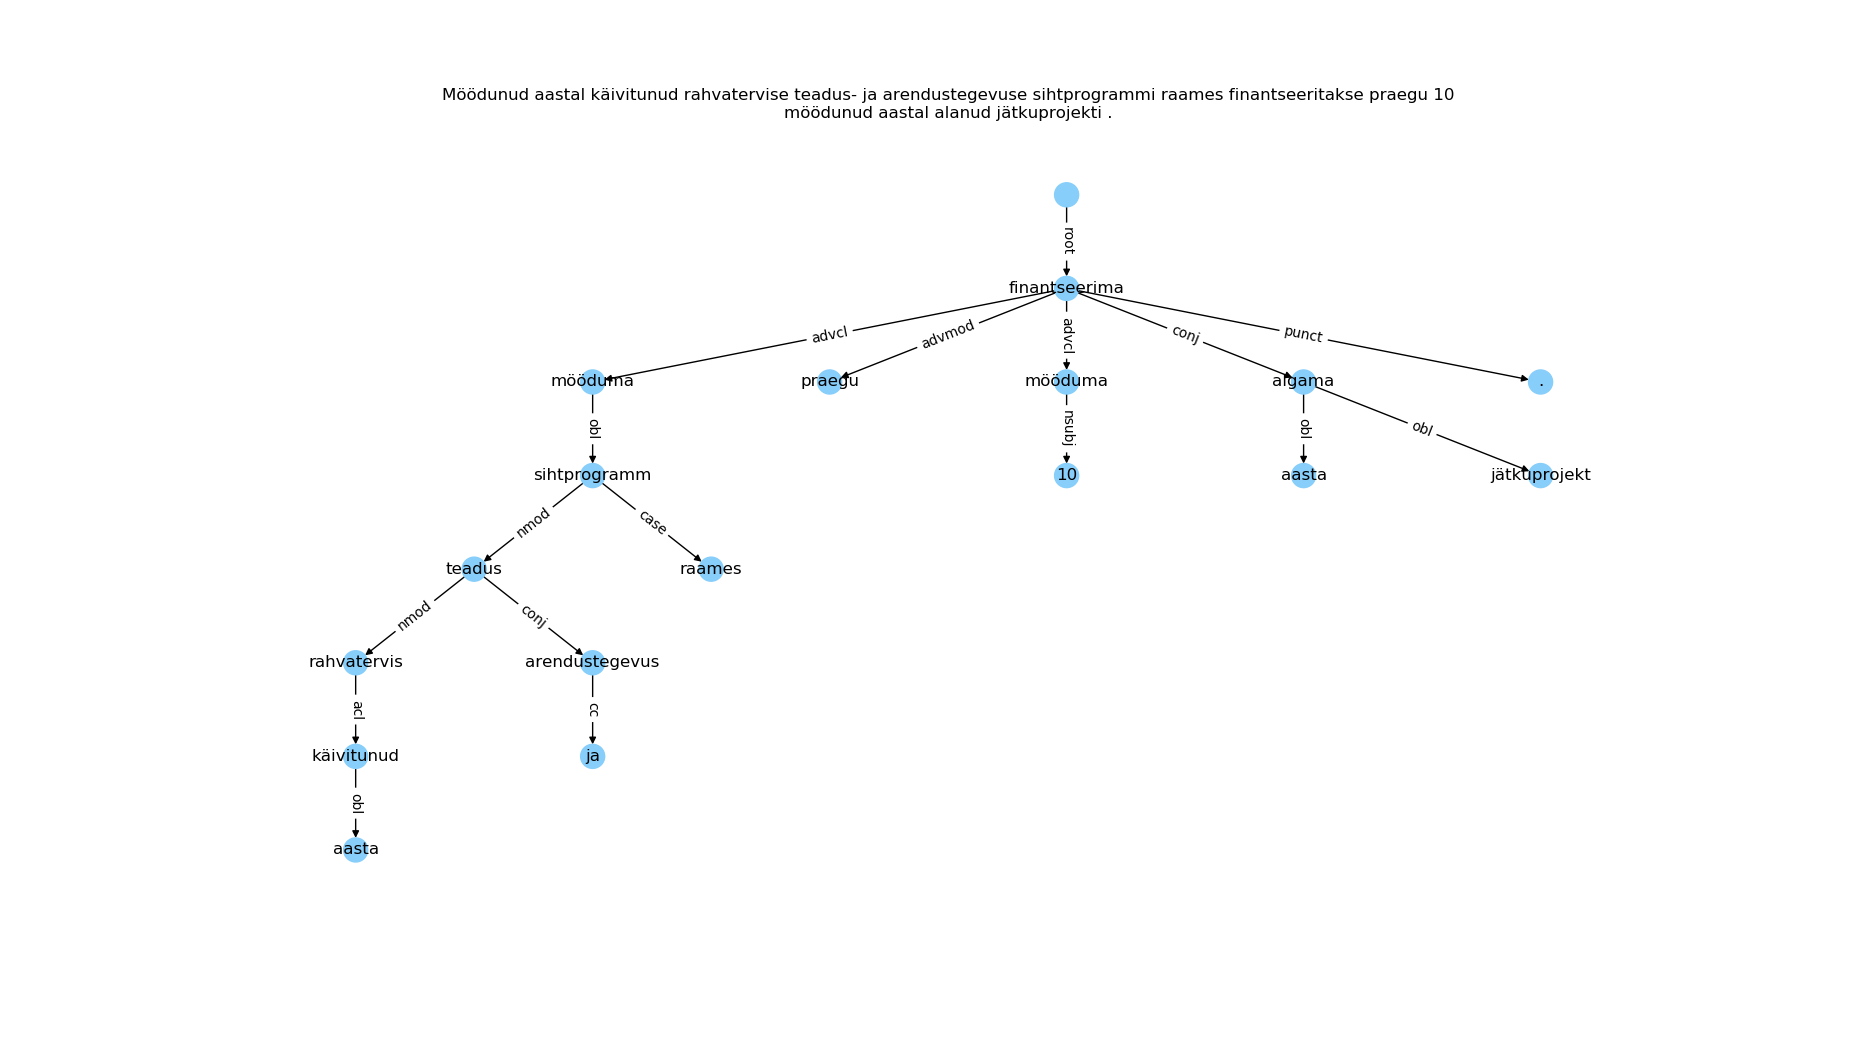 Möödunud aastal käivitunud rahvatervise teadus- ja arendustegevuse sihtprogrammi raames finantseeritakse praegu 10
möödunud aastal alanud jätkuprojekti .
root
finantseerima
advcl
advmod
advcl
conj
punct
mööduma
praegu
mööduma
algama
.
obl
nsubj
obl
obl
sihtprogramm
10
aasta
jätkuprojekt
nmod
case
teadus
raames
nmod
conj
rahvatervis
arendustegevus
acl
cc
käivitunud
ja
obl
aasta